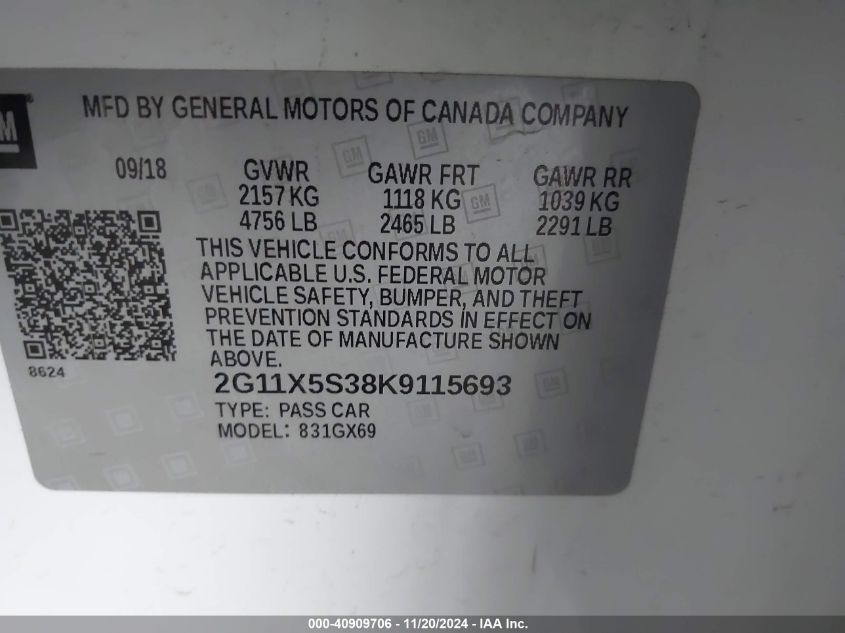 MFD BY GENERAL MOTORS OF CANADA COMPANY
09/18 GVWR GAWR FRT GAWR RR
2157 KG 1118 KG 1039 KG
4756 LB 2465 LB 2291 LB
THIS VEHICLE CONFORMS TO ALL
APPLICABLE U.S. FEDERAL MOTOR
VEHICLE SAFETY, BUMPER, AND THEFT
PREVENTION STANDARDS IN EFFECT ON
THE DATE OF MANUFACTURE SHOWN
ABOVE.
8624
2G11X5S38K9115693
TYPE: PASS CAR
MODEL: 831GX69
000-40909706 - 11/20/2024 - IAA Inc.